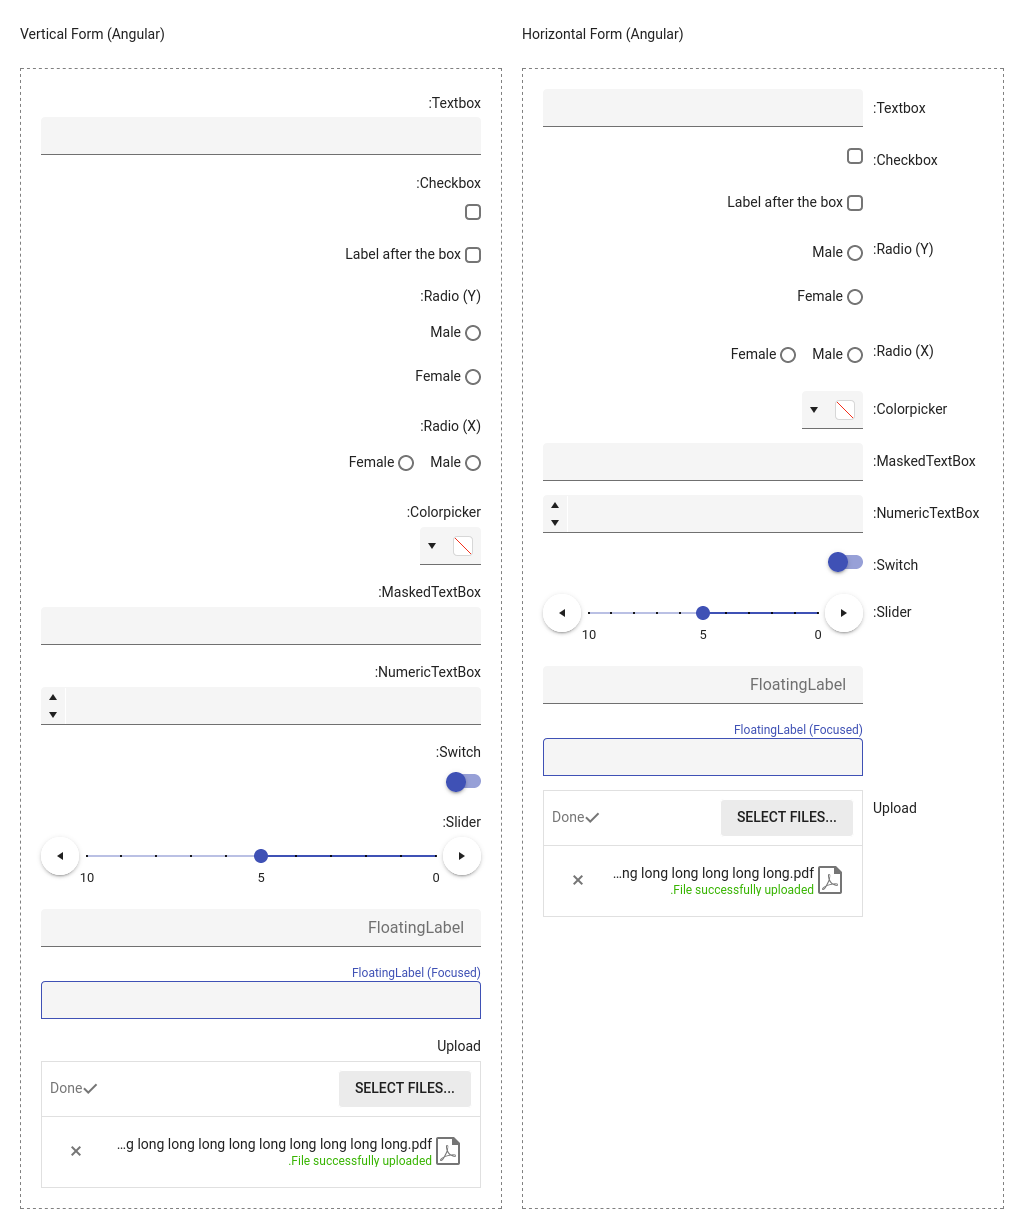 Vertical Form (Angular)
:Textbox
:Checkbox
Label after the box
:Radio (Y)
Male
Female
:Radio (X)
Female Male
:Colorpicker
:MaskedTextBox
:NumericTextBox
:Switch
:Slider
10 5 0
FloatingLabel
FloatingLabel (Focused)
Upload
Done SELECT FILES...
...g long long long long long long long long long.pdf
.File successfully uploaded
Horizontal Form (Angular)
:Textbox
:Checkbox
Label after the box
Male :Radio (Y)
Female
Female Male :Radio (X)
:Colorpicker
:MaskedTextBox
:NumericTextBox
:Switch
:Slider
10 5 0
FloatingLabel
FloatingLabel (Focused)
Upload
Done SELECT FILES...
...ng long long long long long.pdf
.File successfully uploaded